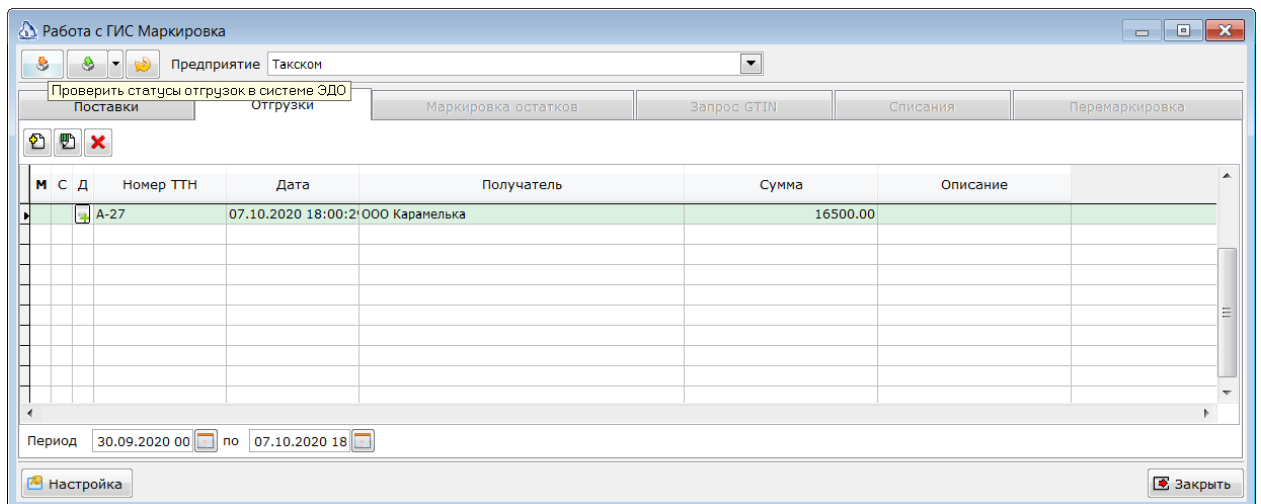 Работа с ГИС Маркировка
Предприятие Такском
Проверить статусы отгрузок в системе ЭДО
Поставки Отгрузки Маркировка остатков Запрос GTIN Списания Перемаркировка
М С Д Номер ТТН Дата Получатель Сумма Описание
А-27 07.10.2020 18:00:2 ООО Карамелька 16500.00
Период 30.09.2020 00 по 07.10.2020 18
Настройка Закрыть